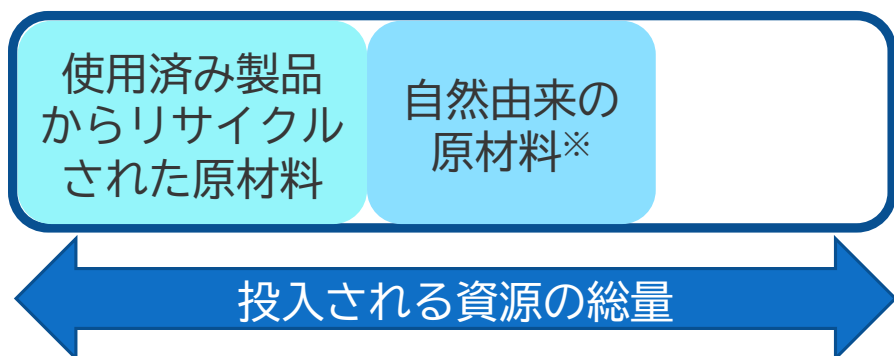 使用済み製品
からリサイクル
された原材料
自然由来の
原材料※
投入される資源の総量